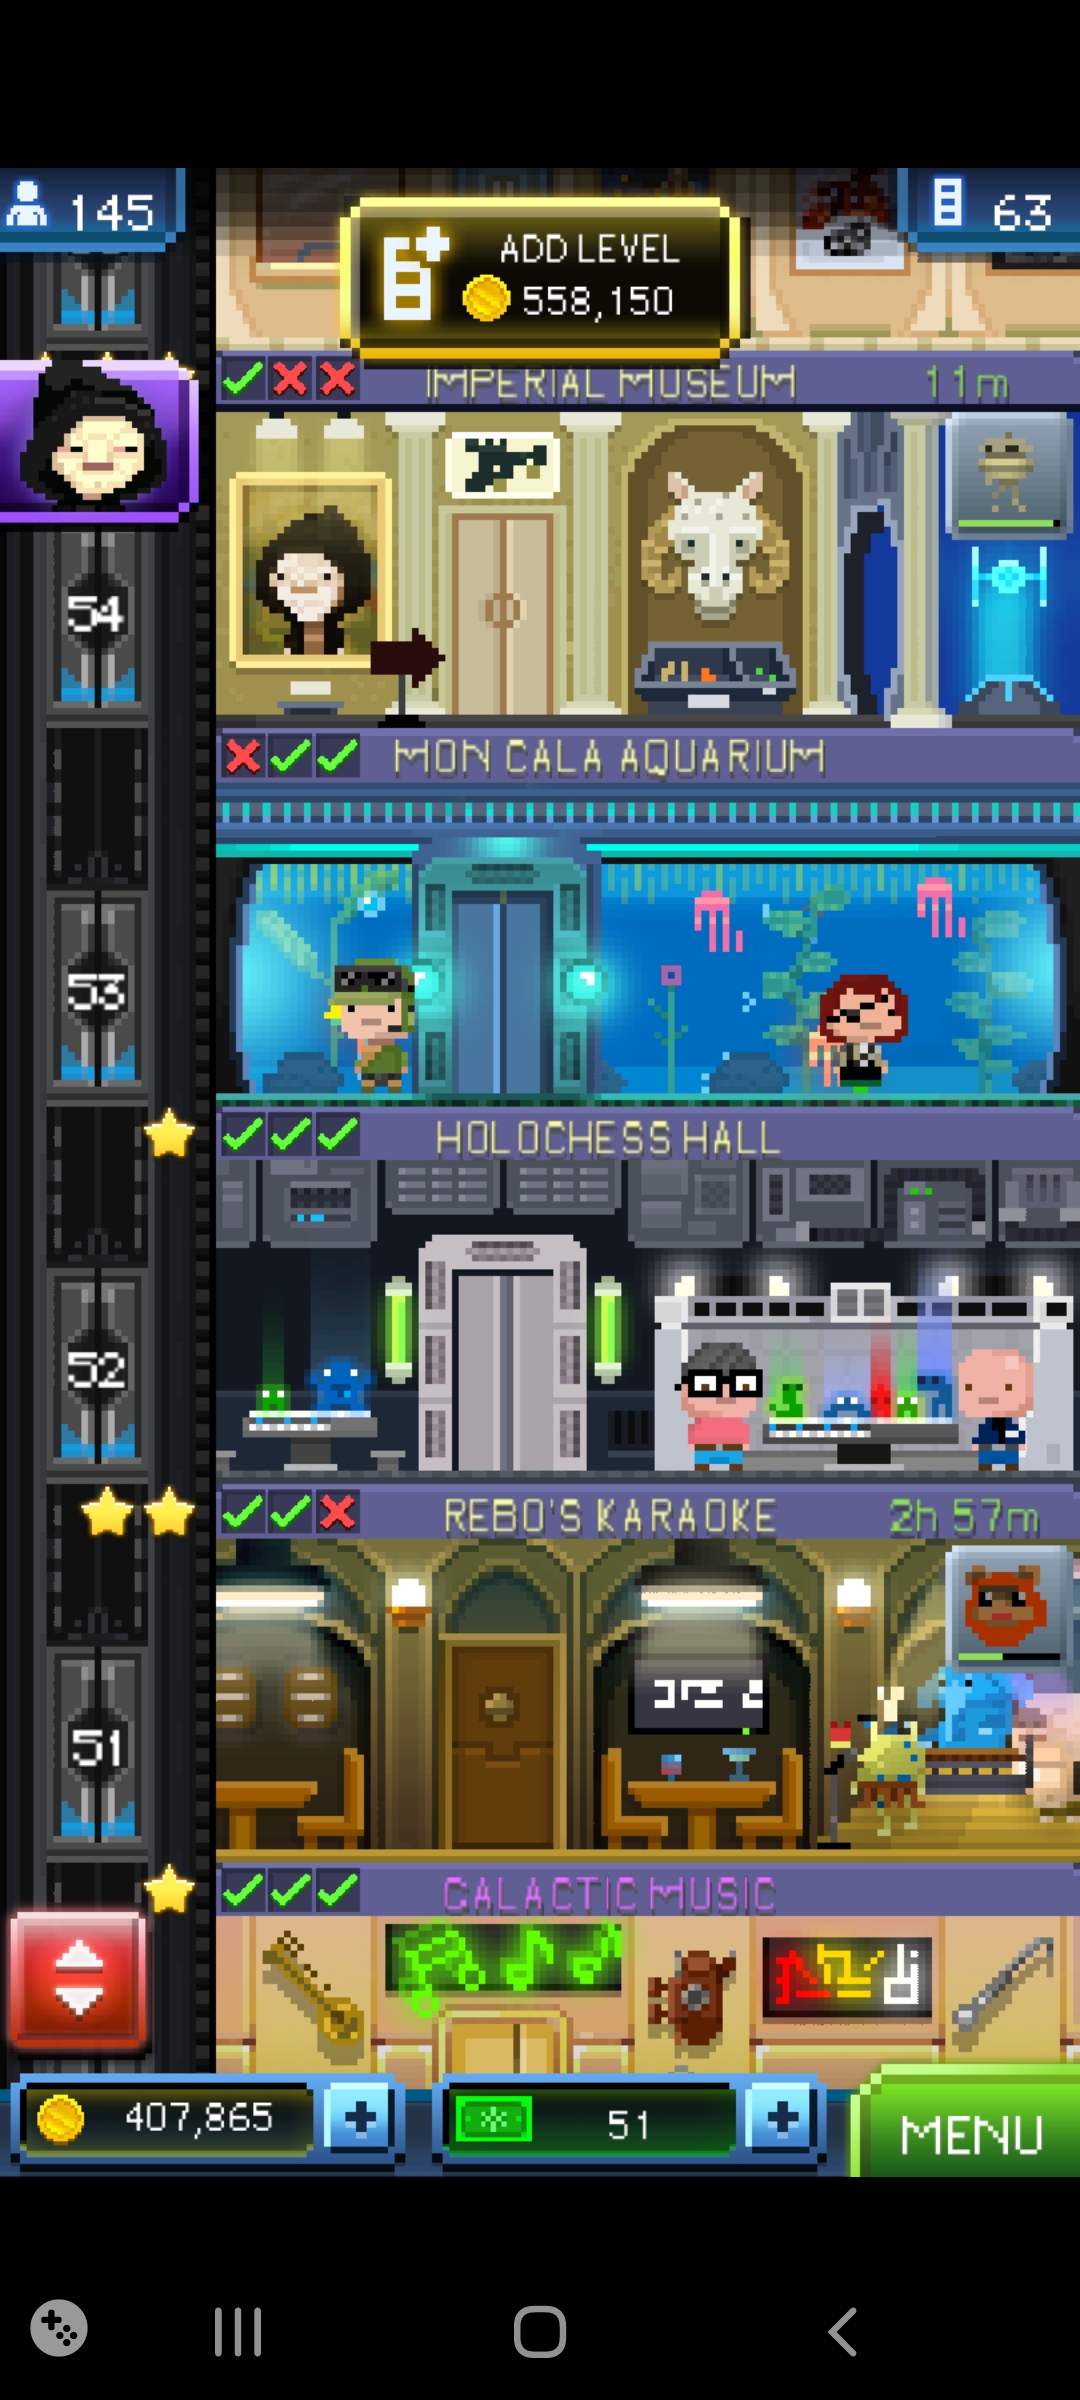 145
63
ADD LEVEL
558,150
IMPERIAL MUSEUM
11m
54
MON CALA AQUARIUM
53
HOLOCHESS HALL
52
REBO'S KARAOKE
2h 57m
51
GALACTIC MUSIC
407,865
51
MENU